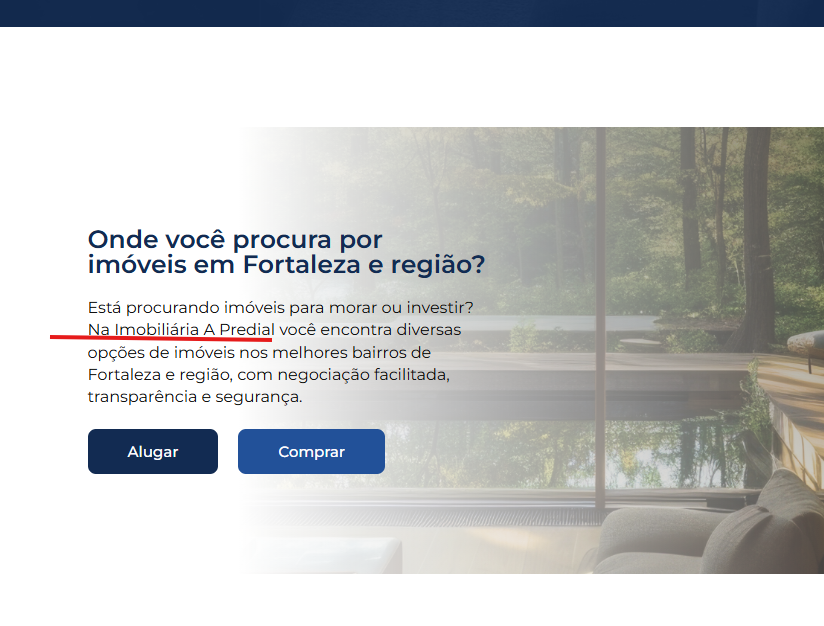 Onde você procura por
imóveis em Fortaleza e região?
Está procurando imóveis para morar ou investir?
Na Imobiliária A Predial você encontra diversas
opções de imóveis nos melhores bairros de
Fortaleza e região, com negociação facilitada,
transparência e segurança.
Alugar
Comprar